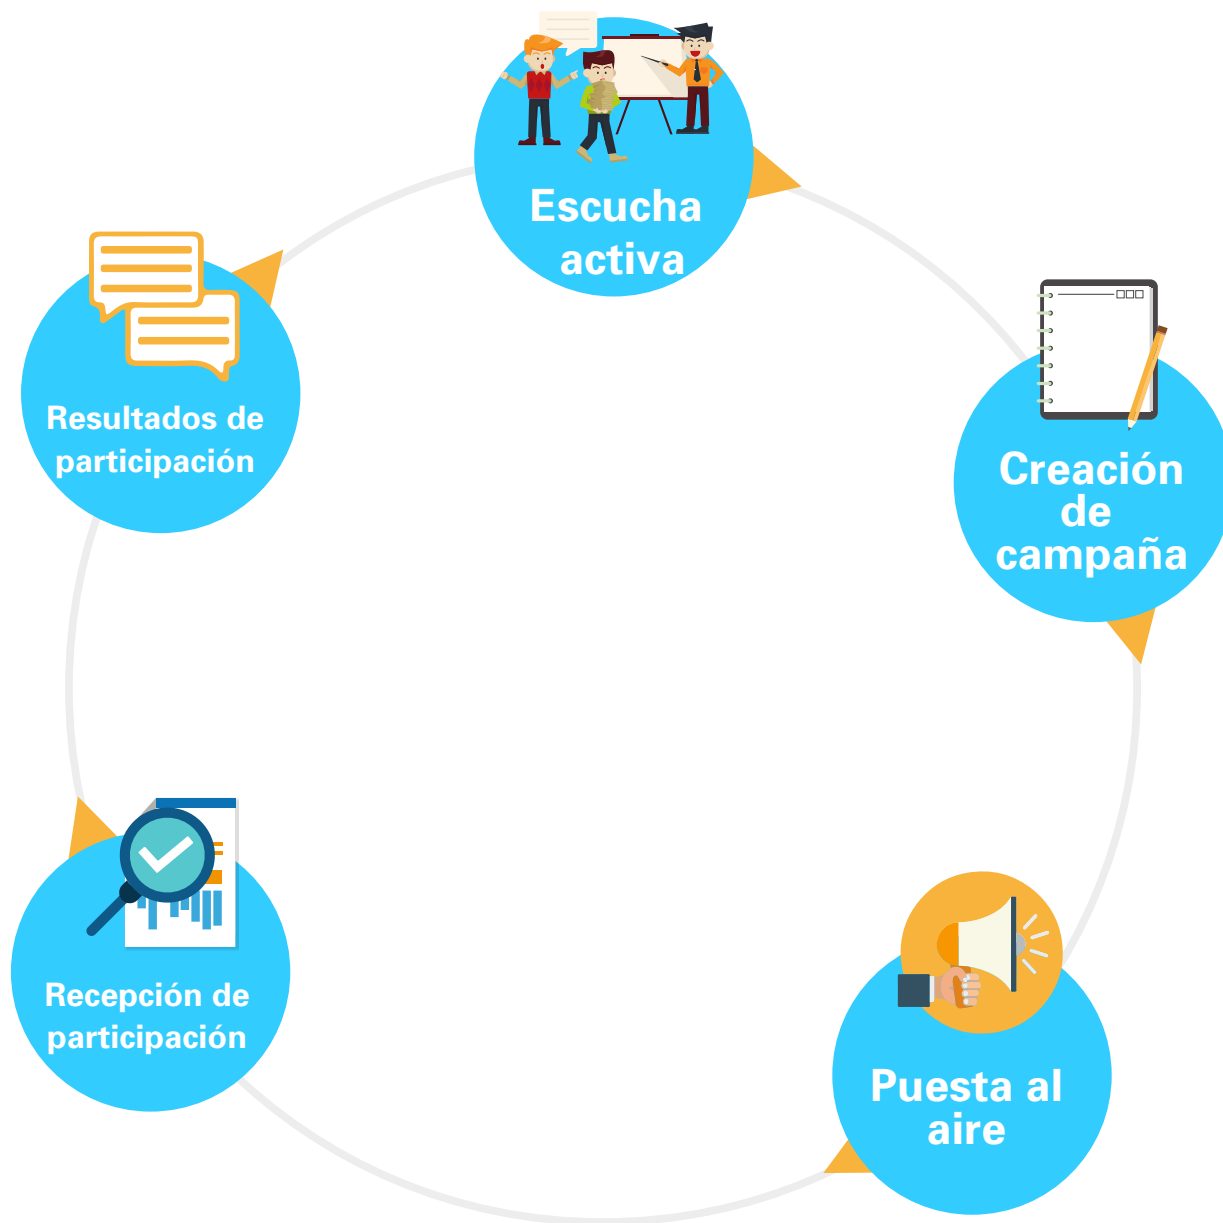 Escucha
activa
Creación
de
campaña
Puesta al
aire
Recepción de
participación
Resultados de
participación